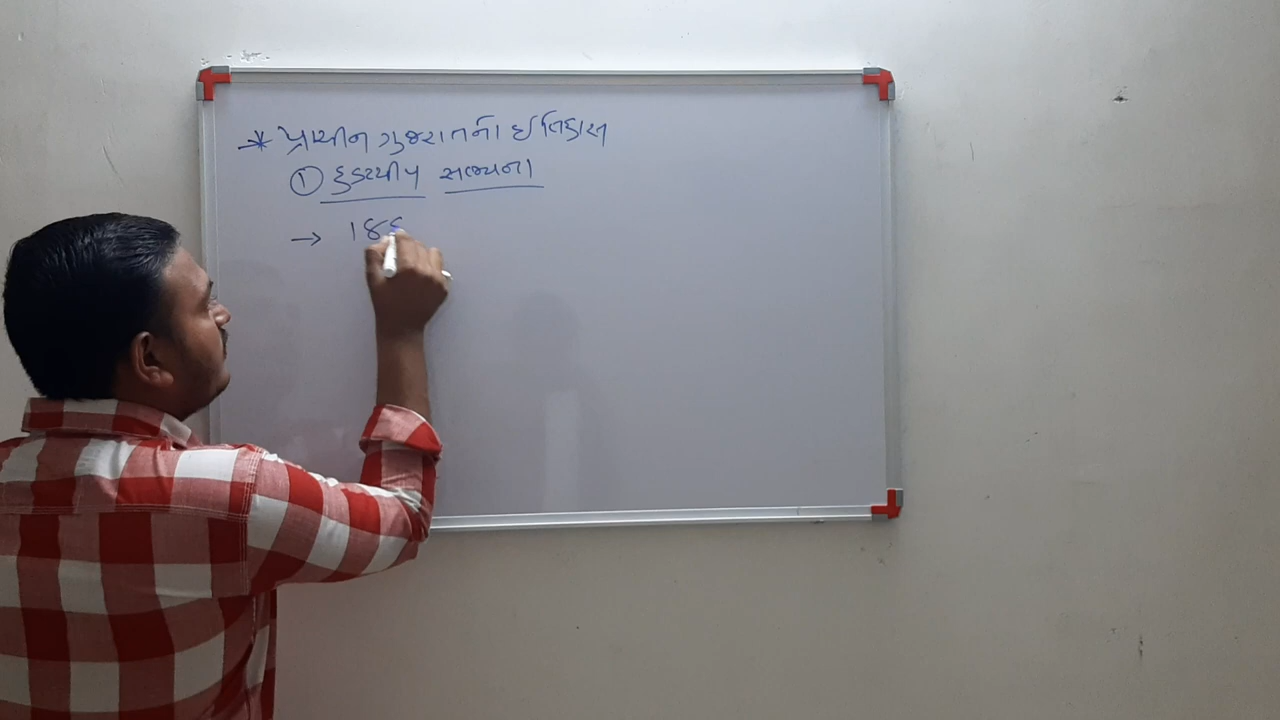 * પ્રાચીન ગુજરાતનો ઈતિહાસ
① હડપ્પીય સભ્યતા
→ 18